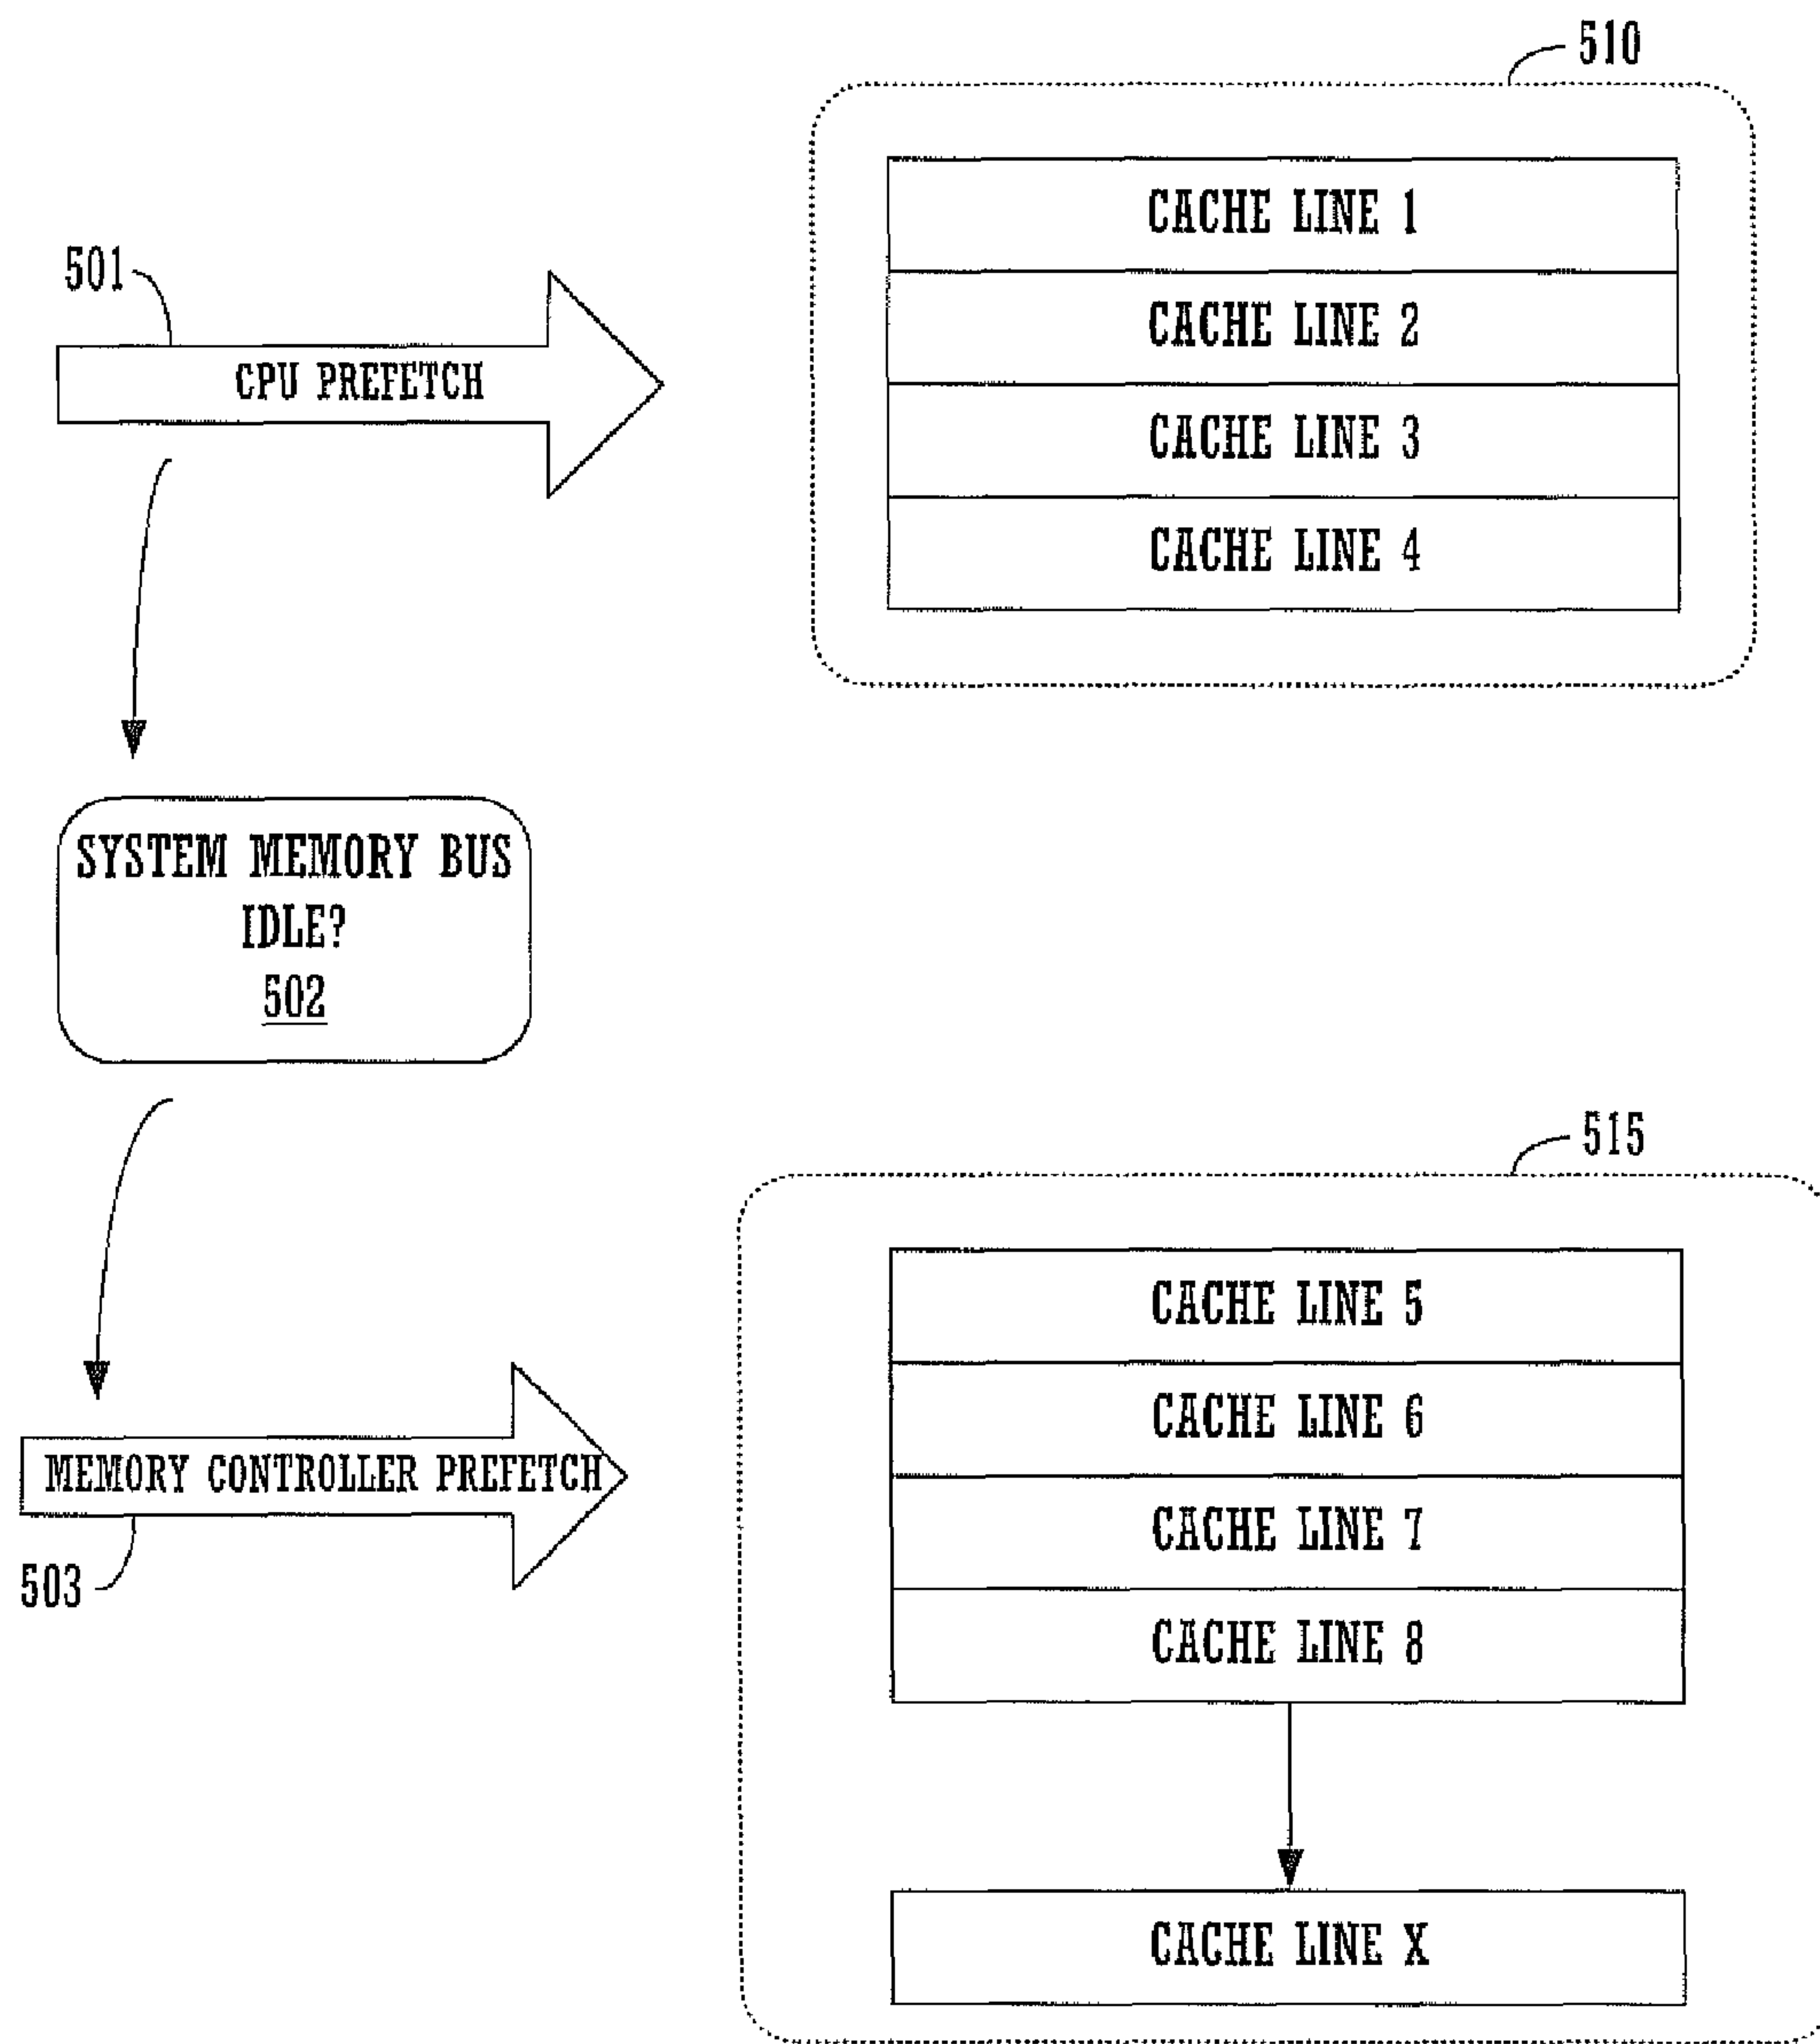 510
CACHE LINE 1
501
CACHE LINE 2
CPU PREFETCH
CACHE LINE 3
CACHE LINE 4
SYSTEM MEMORY BUS
IDLE?
502
515
CACHE LINE 5
CACHE LINE 6
MEMORY CONTROLLER PREFETCH
CACHE LINE 7
503
CACHE LINE 8
CACHE LINE X